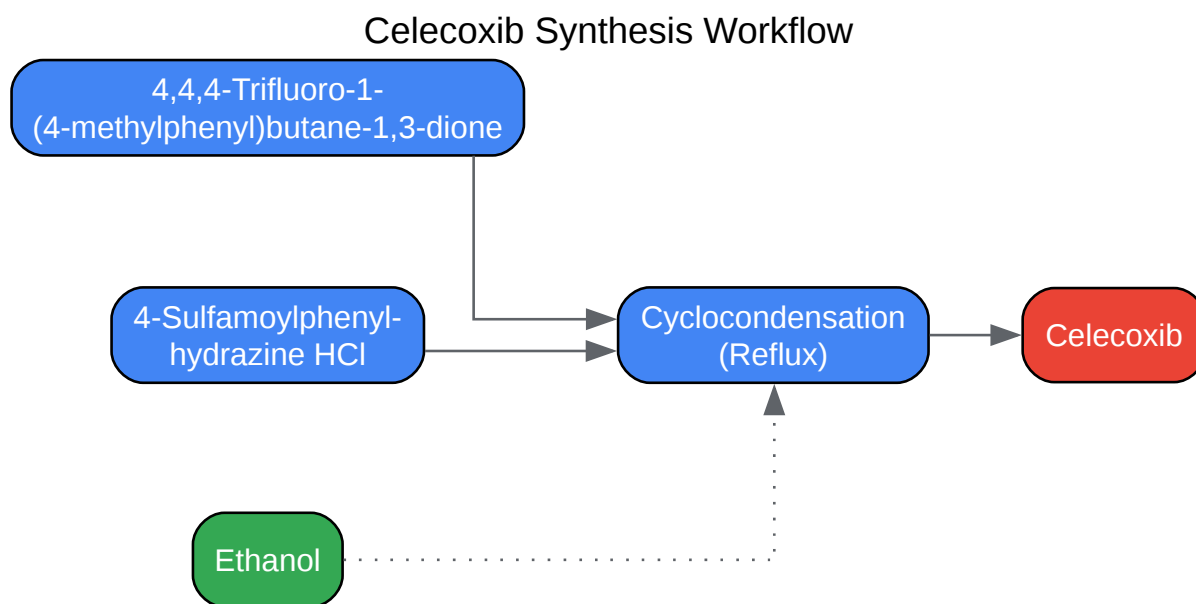 Celecoxib Synthesis Workflow
4,4,4-Trifluoro-1-
(4-methylphenyl)butane-1,3-dione
4-Sulfamoylphenyl-
hydrazine HCl
Cyclocondensation
(Reflux)
Celecoxib
Ethanol